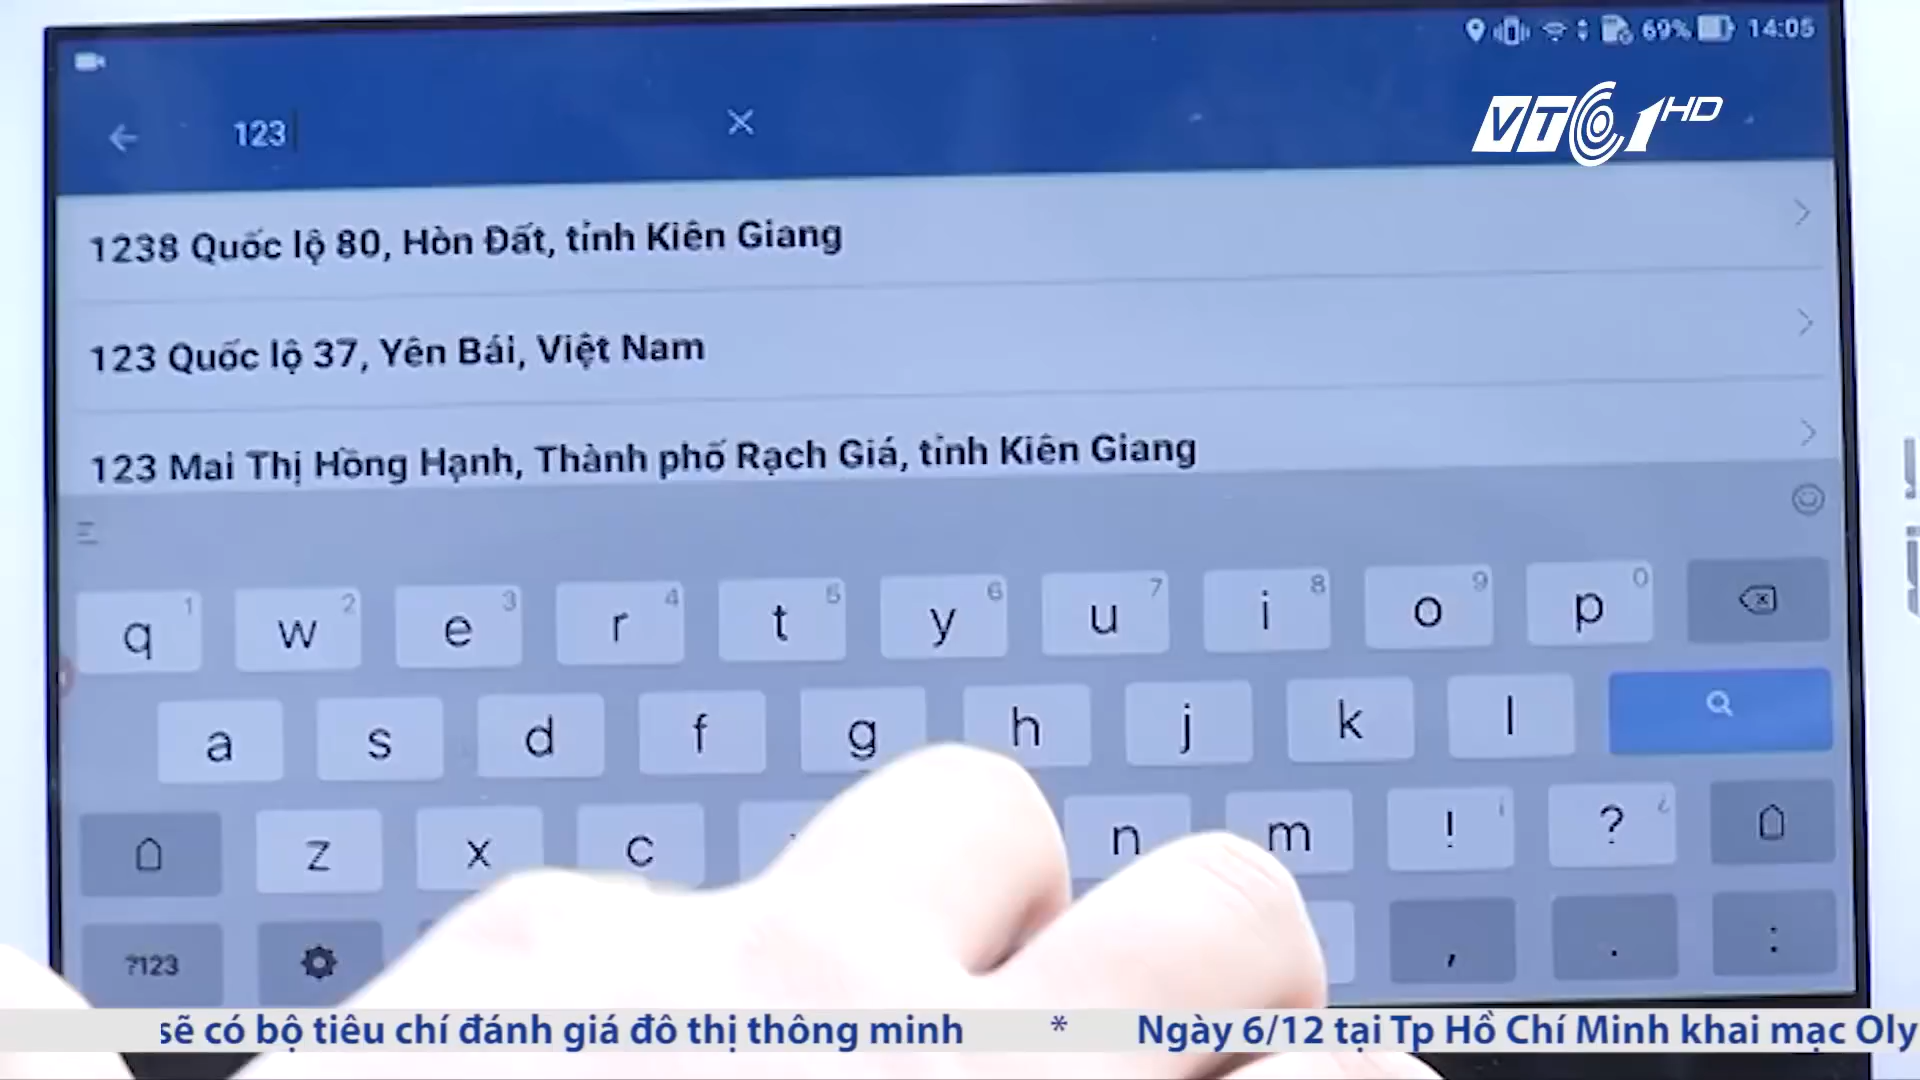 69% 14:05
123
VTC1 HD
1238 Quốc lộ 80, Hòn Đất, tỉnh Kiên Giang
123 Quốc lộ 37, Yên Bái, Việt Nam
123 Mai Thị Hồng Hạnh, Thành phố Rạch Giá, tỉnh Kiên Giang
q 1 w 2 e 3 r 4 t 5 y 6 u 7 i 8 o 9 p 0
a s d f g h j k l
z x c n m ! ¡ ? ¿
?123 , . :
sẽ có bộ tiêu chí đánh giá đô thị thông minh * Ngày 6/12 tại Tp Hồ Chí Minh khai mạc Oly